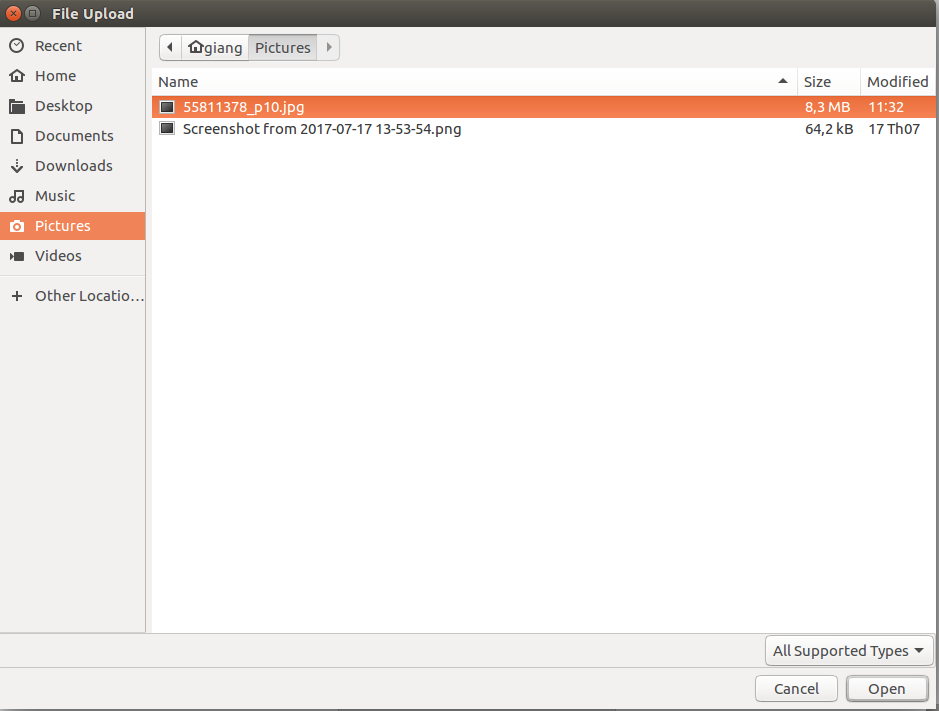 File Upload
Recent
Home
Desktop
Documents
Downloads
Music
Pictures
Videos
Other Locatio...
giang Pictures
Name Size Modified
55811378_p10.jpg 8,3 MB 11:32
Screenshot from 2017-07-17 13-53-54.png 64,2 kB 17 Th07
All Supported Types
Cancel Open